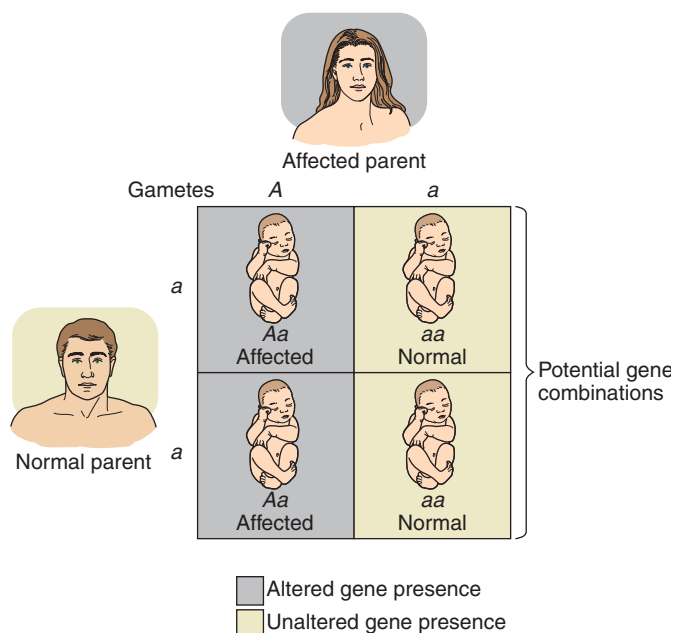 Affected parent
Gametes A a
a
Aa
Affected
aa
Normal
Potential gene
combinations
Normal parent
a
Aa
Affected
aa
Normal
Altered gene presence
Unaltered gene presence